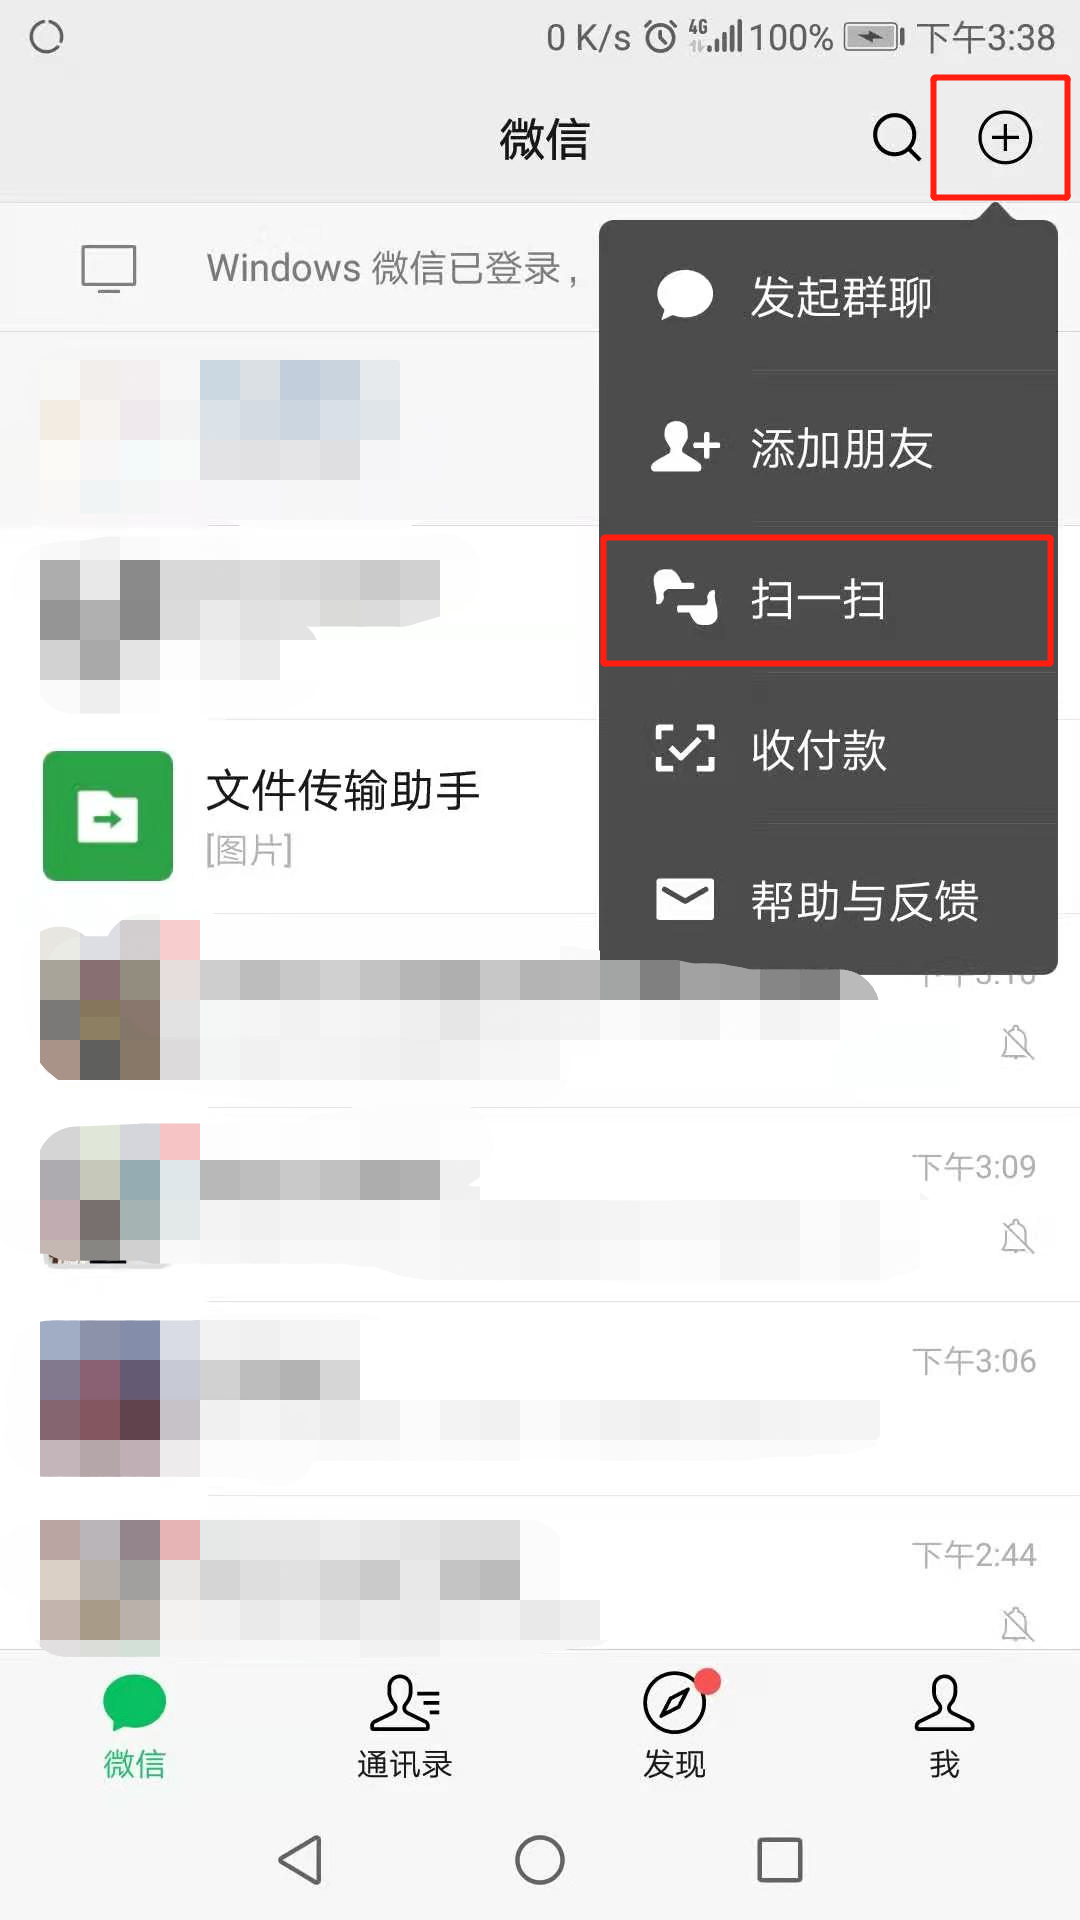 0 K/s 4G 100% 下午3:38
微信
Windows 微信已登录，
发起群聊
添加朋友
扫一扫
收付款
帮助与反馈
文件传输助手
[图片]
下午3:09
下午3:06
下午2:44
微信
通讯录
发现
我